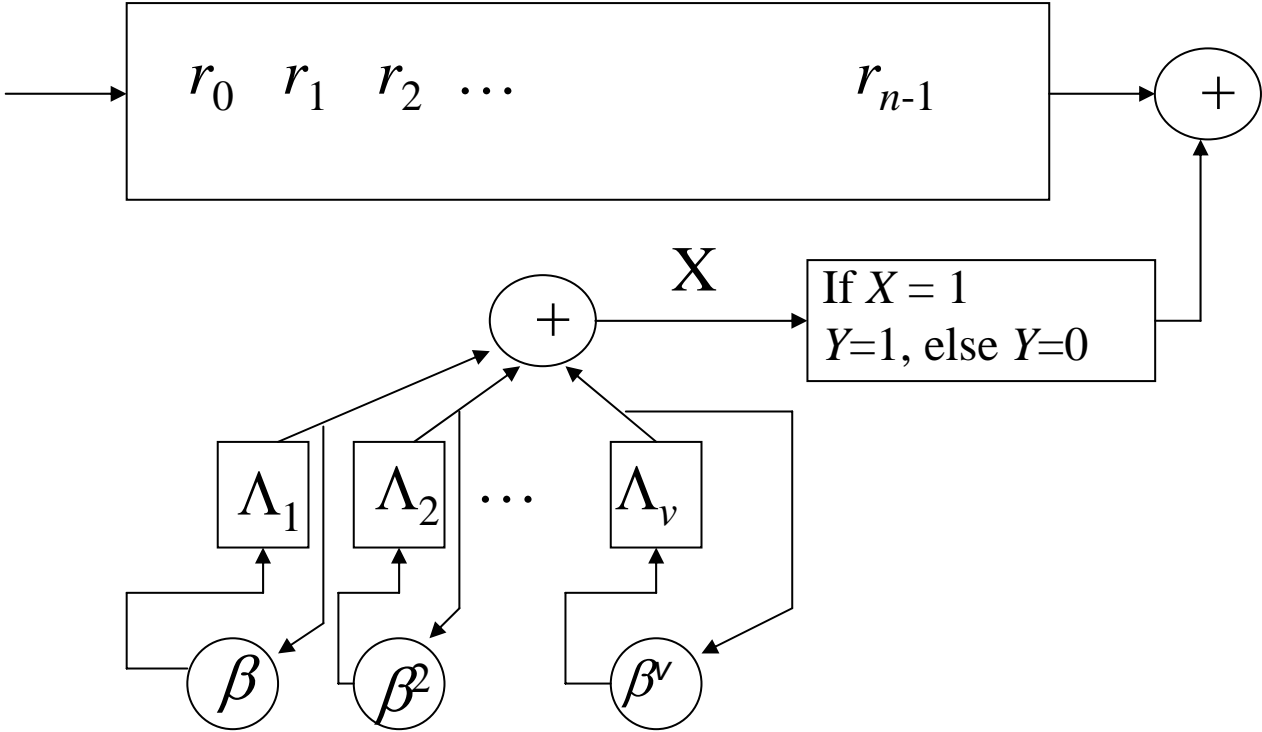 r₀ r₁ r₂ … rₙ₋₁ +
X
If X = 1
+
Y=1, else Y=0
Λ₁ Λ₂ … Λᵥ
β β² βᵛ